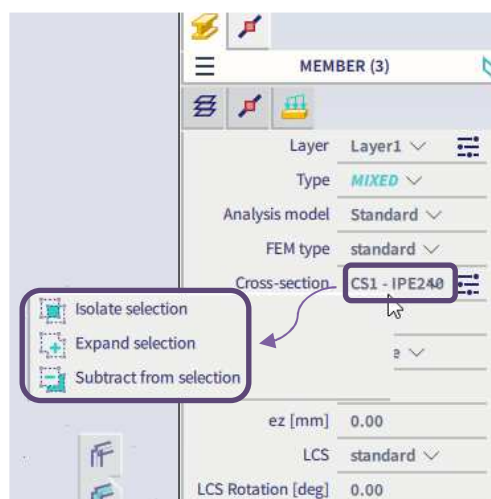 MEMBER (3)
Layer Layer1
Type MIXED
Analysis model Standard
FEM type standard
Cross-section CS1 - IPE240
Isolate selection
Expand selection
Subtract from selection
ez [mm] 0.00
LCS standard
LCS Rotation [deg] 0.00